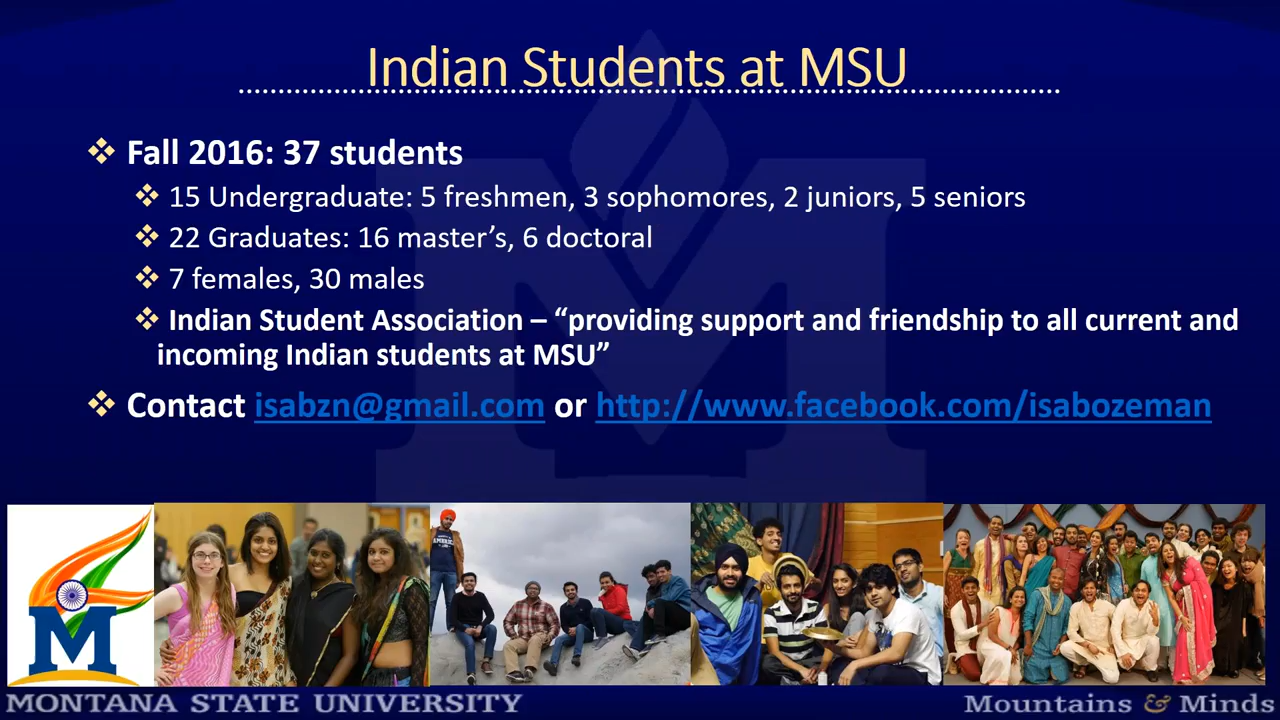 Indian Students at MSU
Fall 2016: 37 students
15 Undergraduate: 5 freshmen, 3 sophomores, 2 juniors, 5 seniors
22 Graduates: 16 master’s, 6 doctoral
7 females, 30 males
Indian Student Association – “providing support and friendship to all current and
incoming Indian students at MSU”
Contact isabzn@gmail.com or http://www.facebook.com/isabozeman
M
MONTANA STATE UNIVERSITY
Mountains & Minds